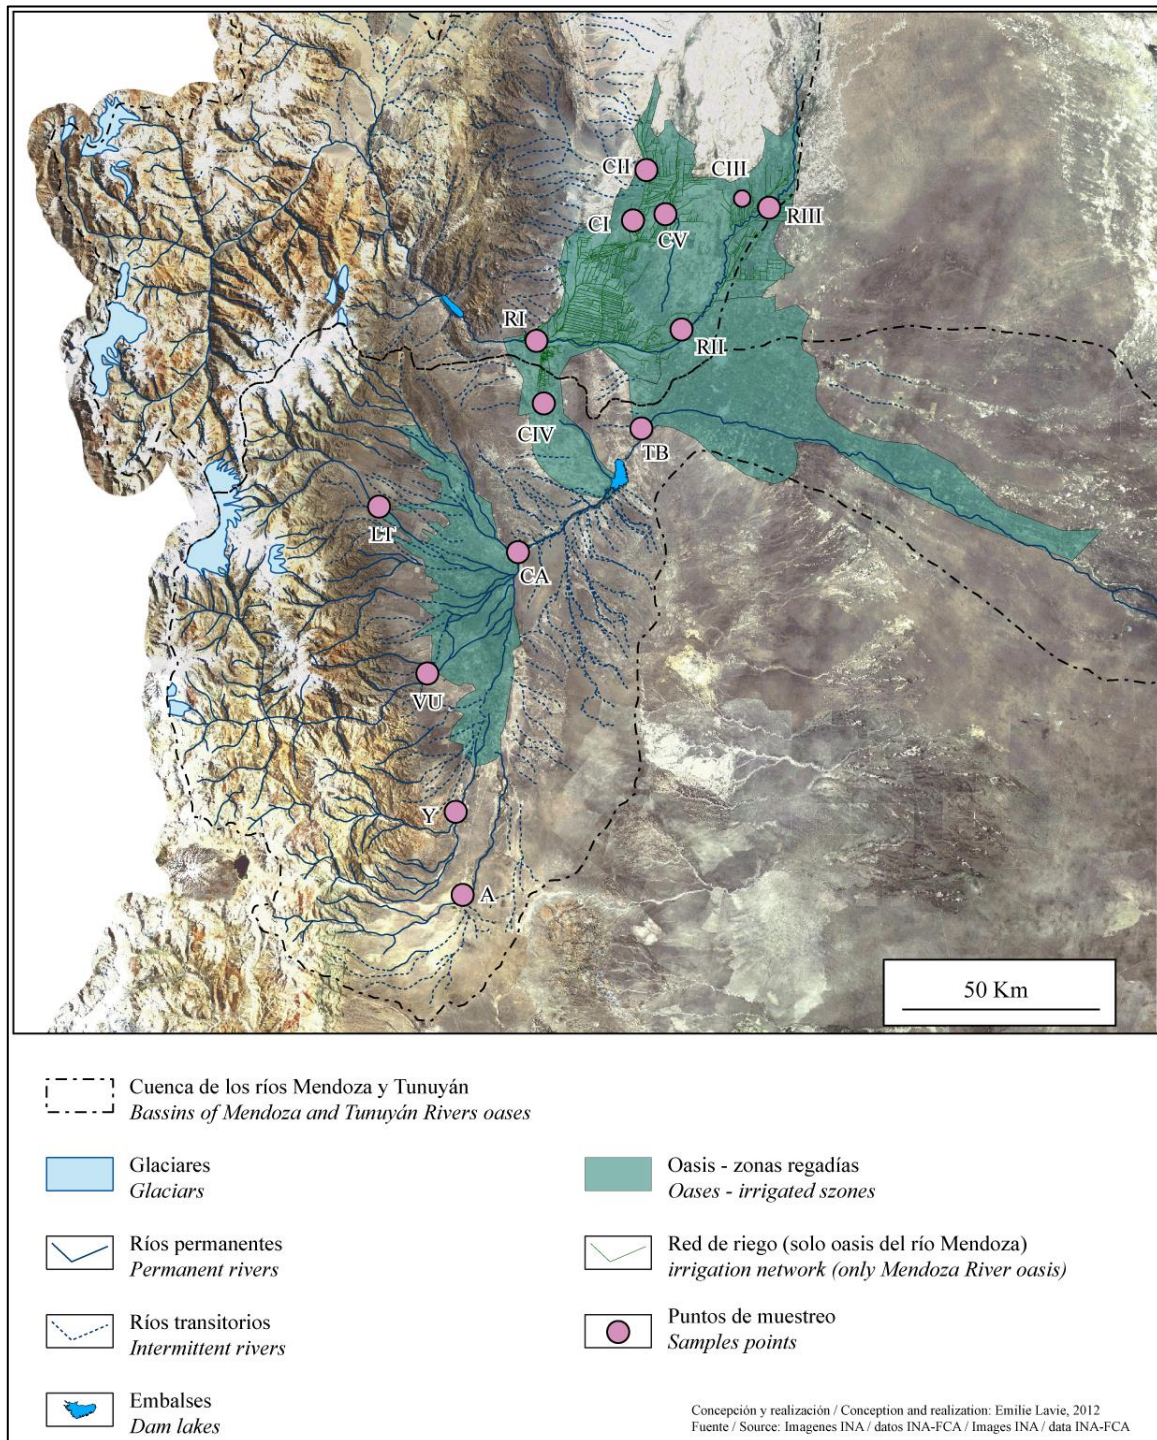 CII
CIII
CI
CV
RIII
RI
RII
CIV
TB
LT
CA
VU
Y
A
50 Km
Cuenca de los ríos Mendoza y Tunuyán
Bassins of Mendoza and Tunuyán Rivers oases
Glaciares
Glaciars
Ríos permanentes
Permanent rivers
Ríos transitorios
Intermittent rivers
Embalses
Dam lakes
Oasis - zonas regadías
Oases - irrigated szones
Red de riego (solo oasis del río Mendoza)
irrigation network (only Mendoza River oasis)
Puntos de muestreo
Samples points
Concepción y realización / Conception and realization: Emilie Lavie, 2012
Fuente / Source: Imagenes INA / datos INA-FCA / Images INA / data INA-FCA